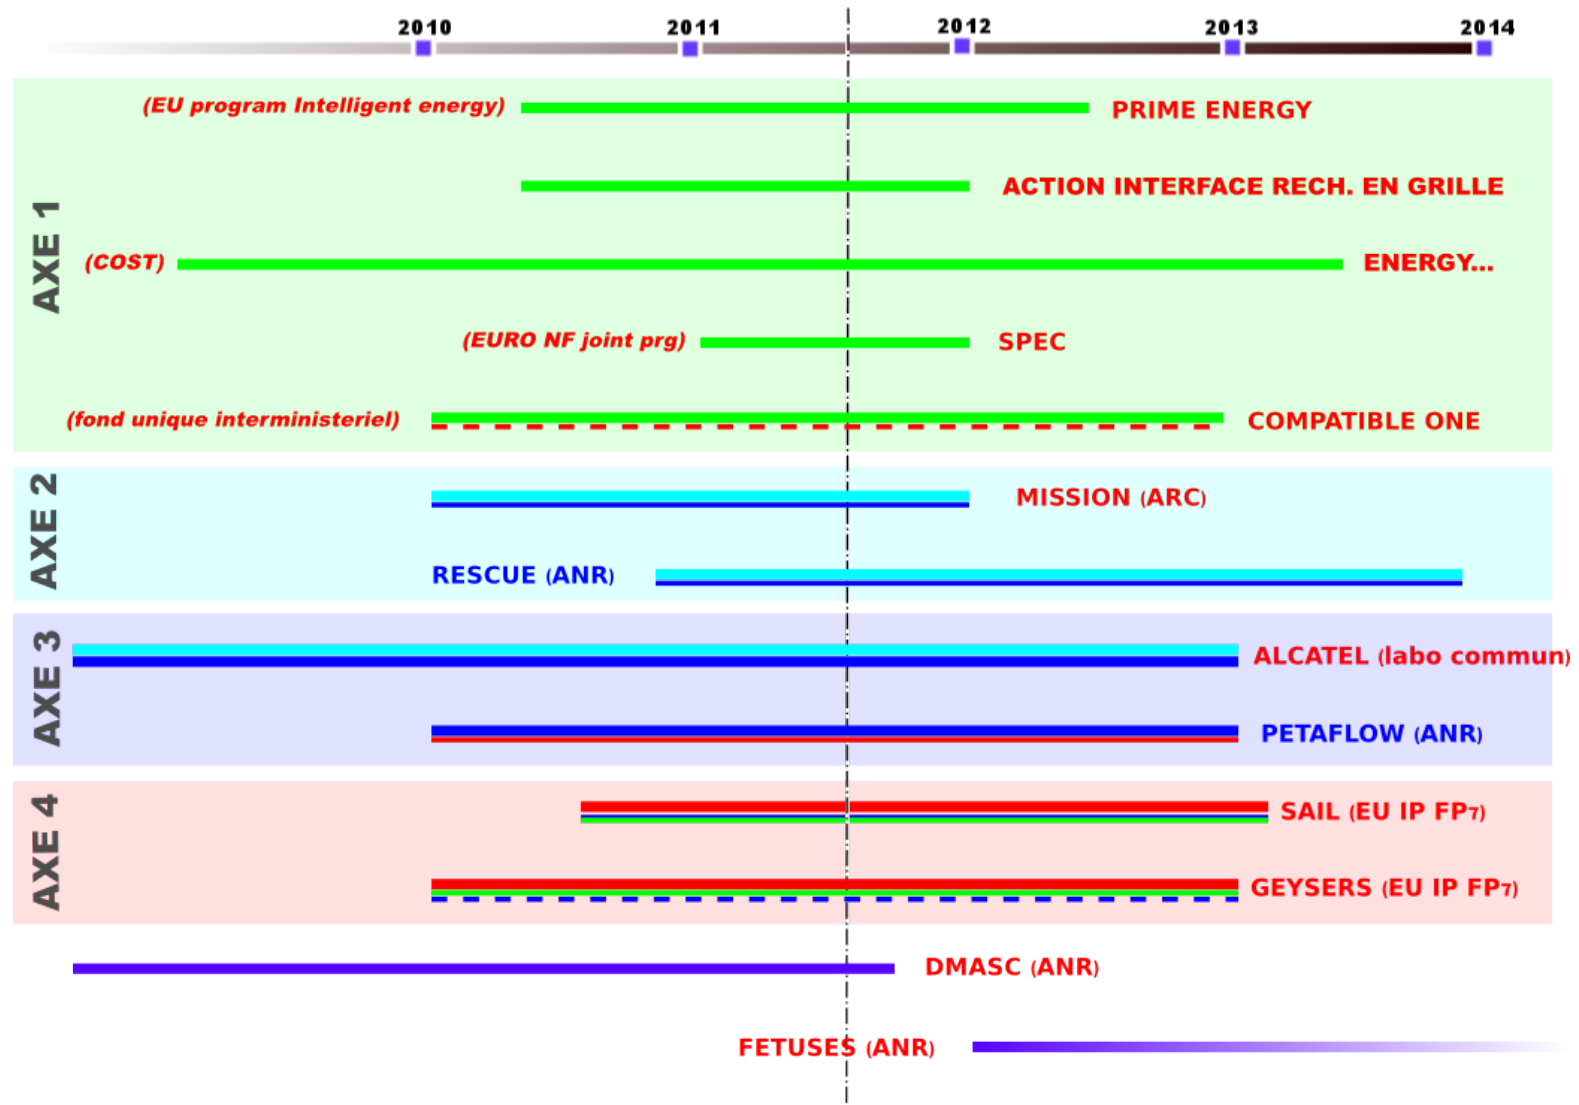 2010 2011 2012 2013 2014
(EU program Intelligent energy) PRIME ENERGY
ACTION INTERFACE RECH. EN GRILLE
AXE 1
(COST) ENERGY...
(EURO NF joint prg) SPEC
(fond unique interministeriel) COMPATIBLE ONE
AXE 2
MISSION (ARC)
RESCUE (ANR)
AXE 3
ALCATEL (labo commun)
PETAFLOW (ANR)
AXE 4
SAIL (EU IP FP7)
GEYSERS (EU IP FP7)
DMASC (ANR)
FETUSES (ANR)